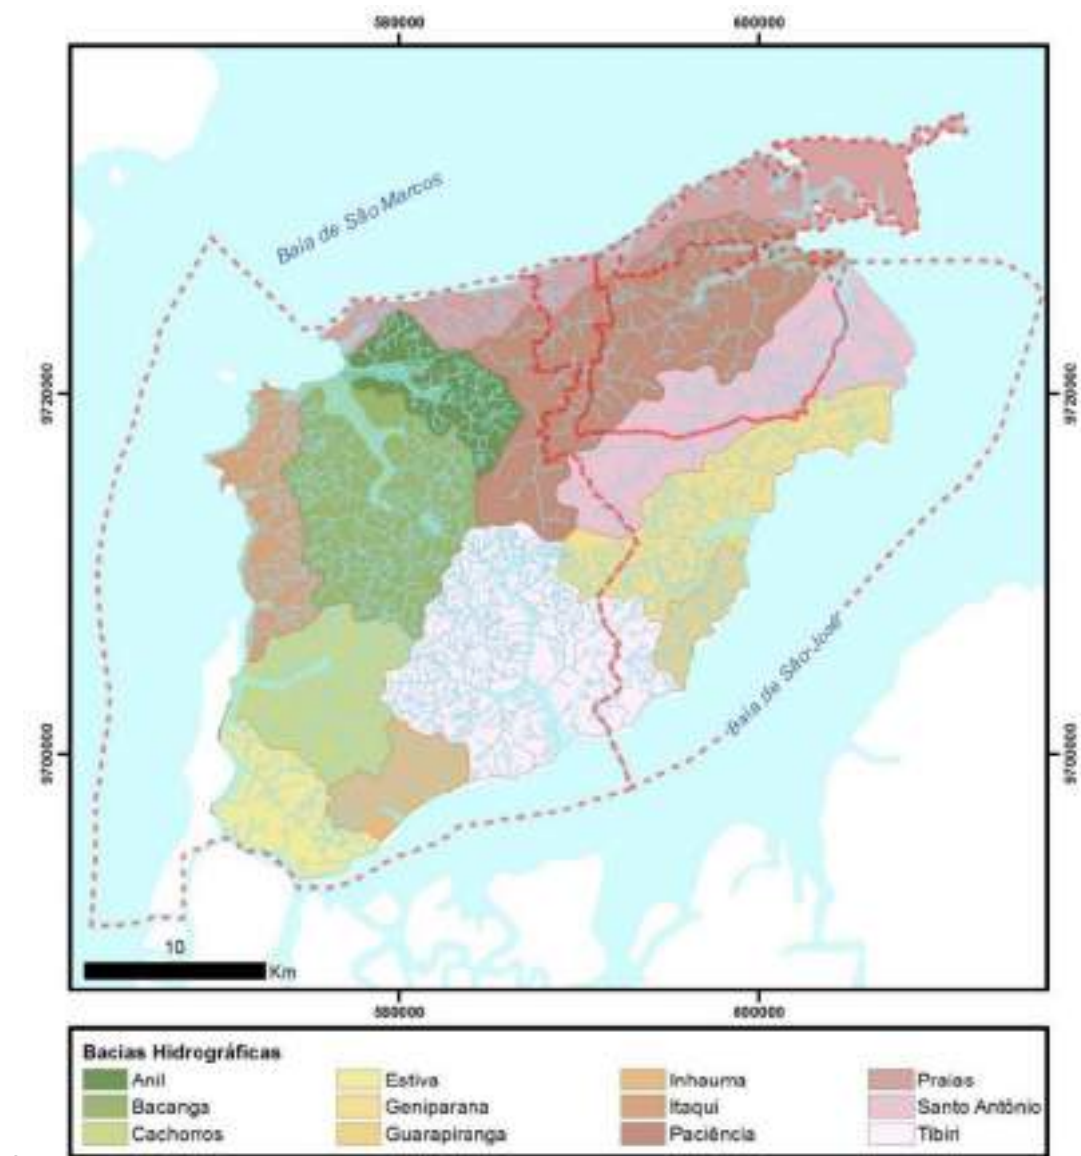 580000 600000
Baía de São Marcos
9720000 9720000
Baía de São José
9700000 9700000
10
Km
580000 600000
Bacias Hidrográficas
Anil Estiva Inhauma Praias
Bacanga Geniparana Itaqui Santo Antônio
Cachorros Guarapiranga Paciência Tibiri